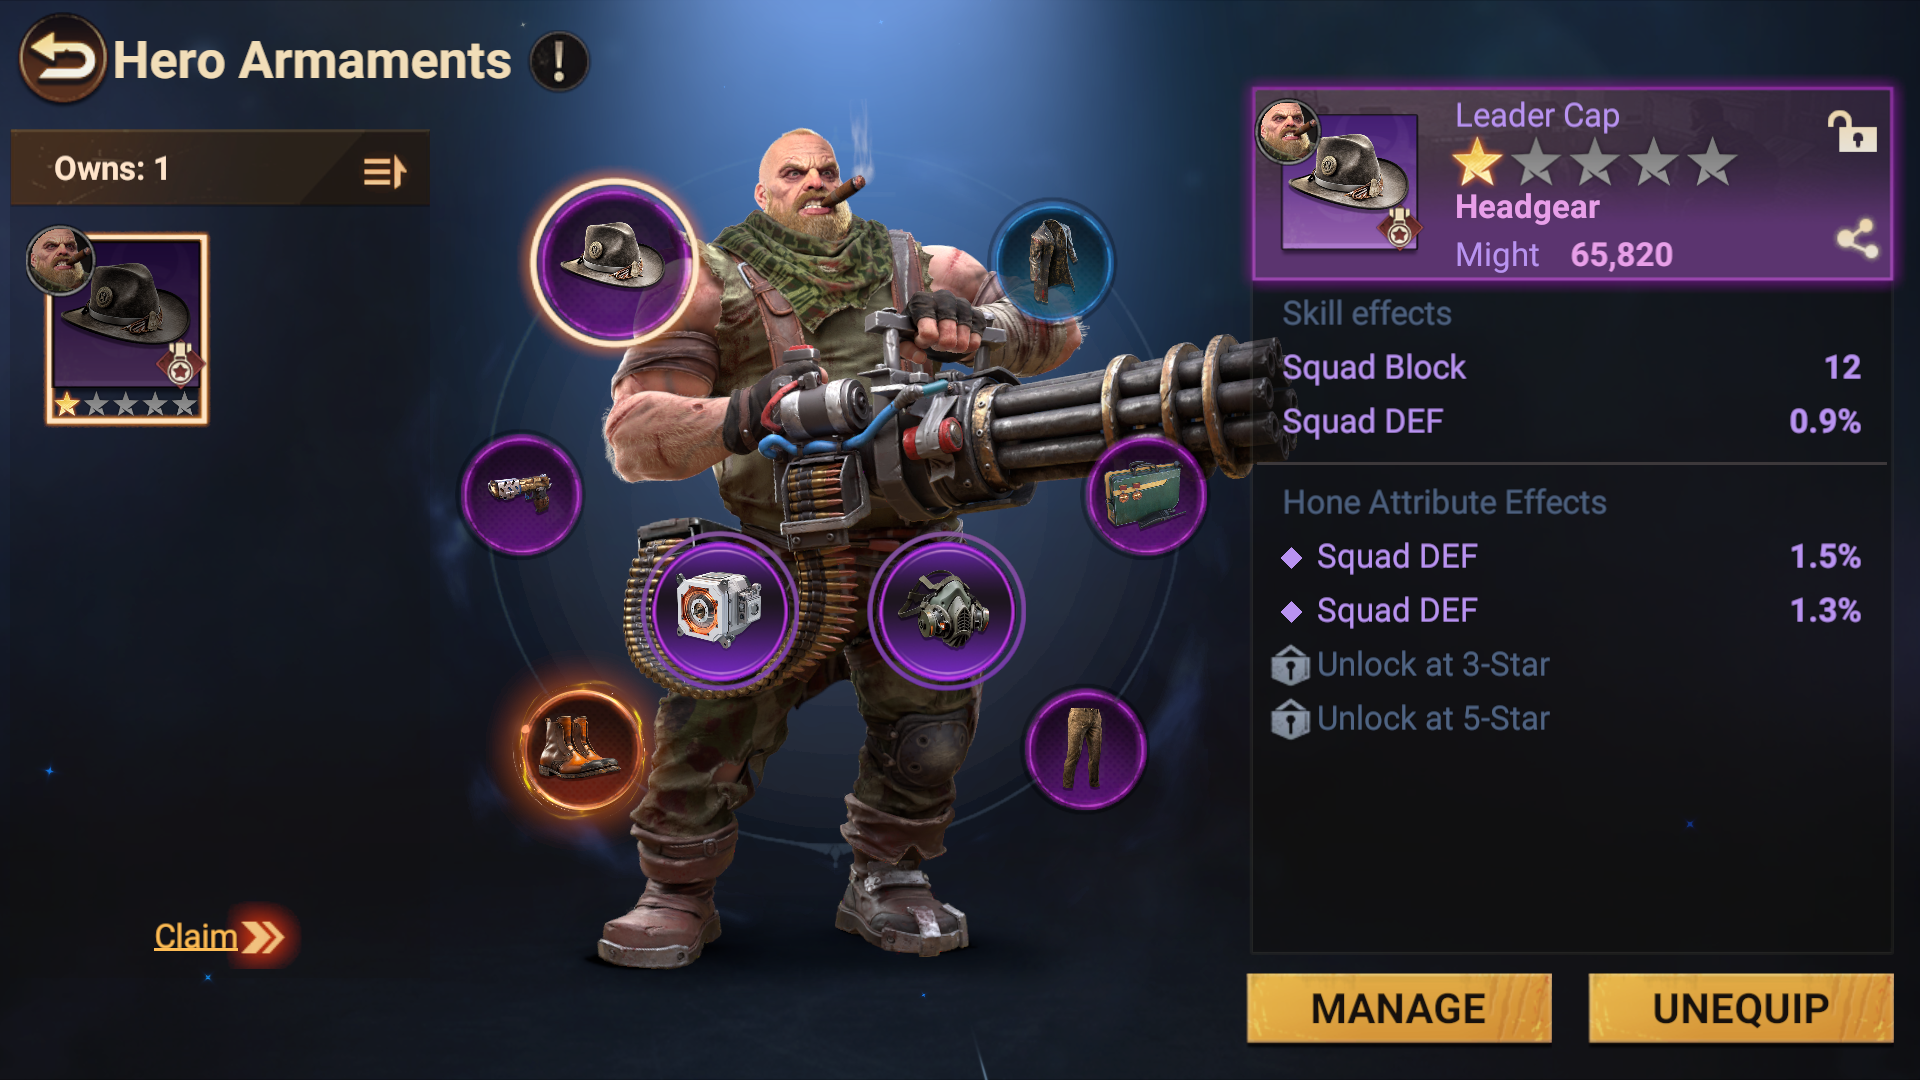 Hero Armaments
Owns: 1
Claim
Leader Cap
Headgear
Might 65,820
Skill effects
Squad Block 12
Squad DEF 0.9%
Hone Attribute Effects
Squad DEF 1.5%
Squad DEF 1.3%
Unlock at 3-Star
Unlock at 5-Star
MANAGE
UNEQUIP